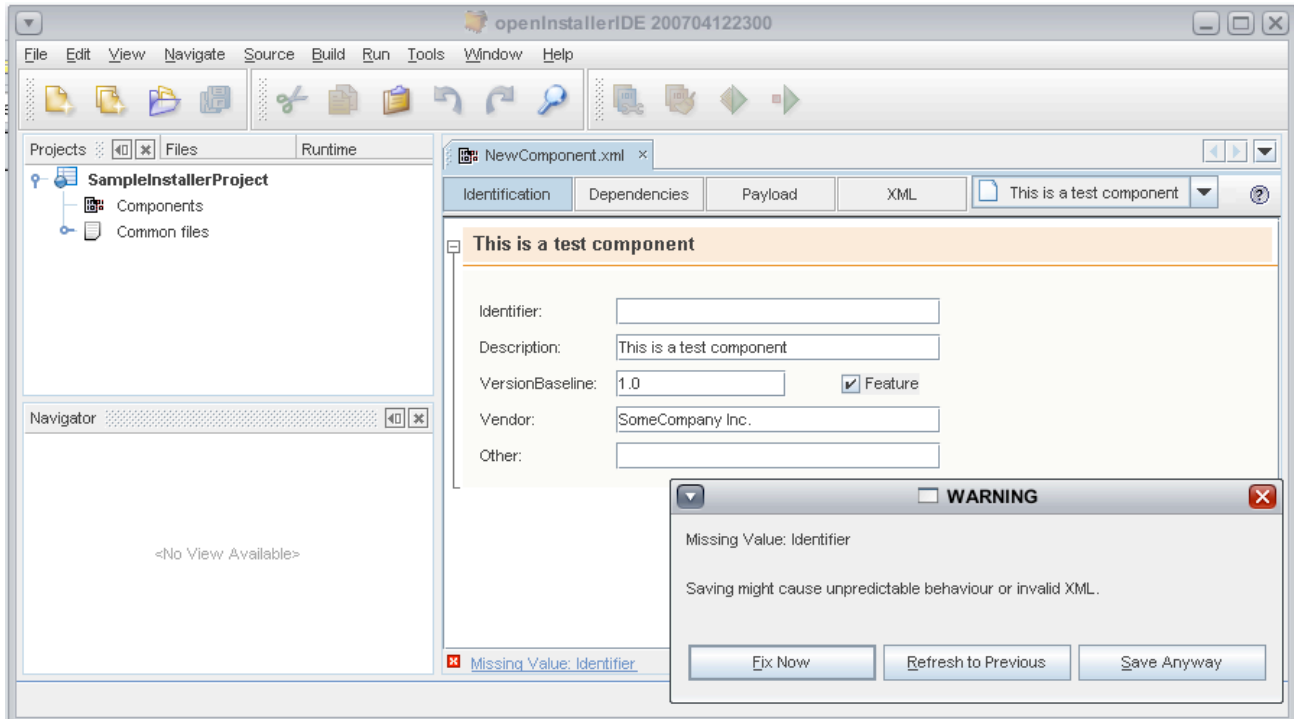 openInstallerIDE 200704122300
File Edit View Navigate Source Build Run Tools Window Help
Projects Files Runtime
SampleInstallerProject
Components
Common files
Navigator
<No View Available>
NewComponent.xml
Identification Dependencies Payload XML This is a test component
This is a test component
Identifier:
Description: This is a test component
VersionBaseline: 1.0 Feature
Vendor: SomeCompany Inc.
Other:
Missing Value: Identifier
WARNING
Missing Value: Identifier
Saving might cause unpredictable behaviour or invalid XML.
Fix Now Refresh to Previous Save Anyway